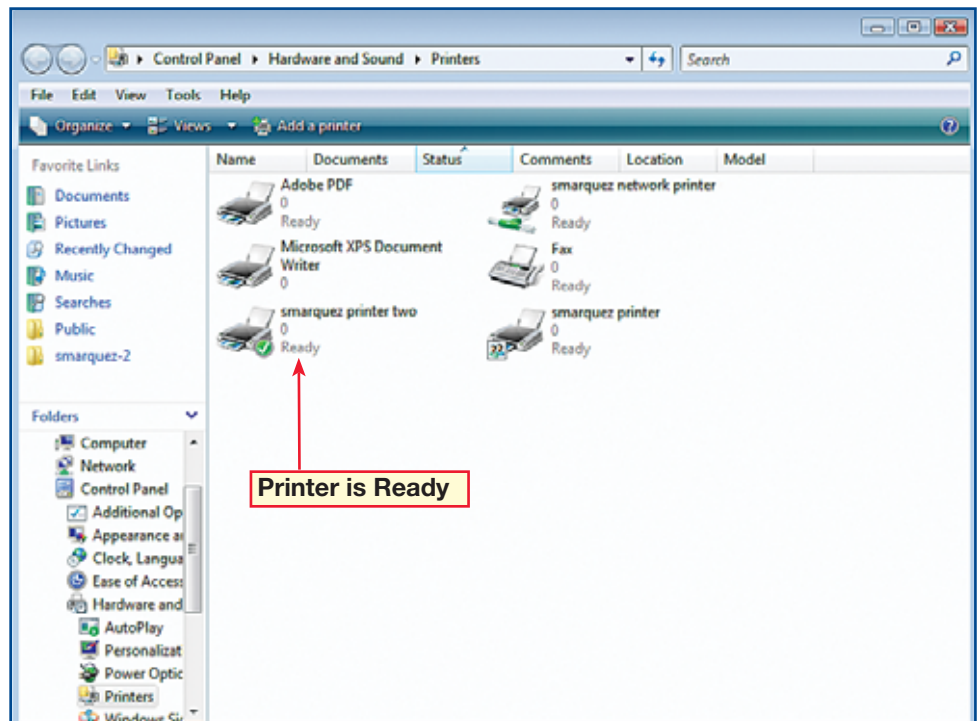 Control Panel Hardware and Sound Printers
Search
File Edit View Tools Help
Organize Views Add a printer
Favorite Links
Documents
Pictures
Recently Changed
Music
Searches
Public
smarquez-2
Folders
Computer
Network
Control Panel
Additional Op
Appearance a
Clock, Langua
Ease of Access
Hardware and
AutoPlay
Personalizat
Power Optic
Printers
Windows Si
Name Documents Status Comments Location Model
Adobe PDF
0
Ready
smarquez network printer
0
Ready
Microsoft XPS Document
Writer
0
Fax
0
Ready
smarquez printer two
0
Ready
smarquez printer
0
Ready
Printer is Ready